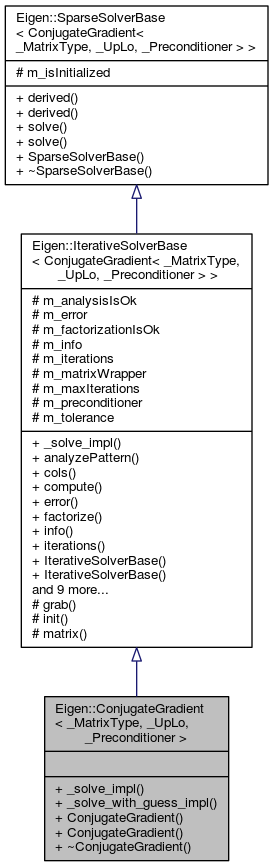 Eigen::SparseSolverBase
< ConjugateGradient<
_MatrixType, _UpLo, _Preconditioner > >
# m_isInitialized
+ derived()
+ derived()
+ solve()
+ solve()
+ SparseSolverBase()
+ ~SparseSolverBase()
Eigen::IterativeSolverBase
< ConjugateGradient< _MatrixType,
_UpLo, _Preconditioner > >
# m_analysisIsOk
# m_error
# m_factorizationIsOk
# m_info
# m_iterations
# m_matrixWrapper
# m_maxIterations
# m_preconditioner
# m_tolerance
+ _solve_impl()
+ analyzePattern()
+ cols()
+ compute()
+ error()
+ factorize()
+ info()
+ iterations()
+ IterativeSolverBase()
+ IterativeSolverBase()
and 9 more...
# grab()
# init()
# matrix()
Eigen::ConjugateGradient
< _MatrixType, _UpLo,
_Preconditioner >
+ _solve_impl()
+ _solve_with_guess_impl()
+ ConjugateGradient()
+ ConjugateGradient()
+ ~ConjugateGradient()